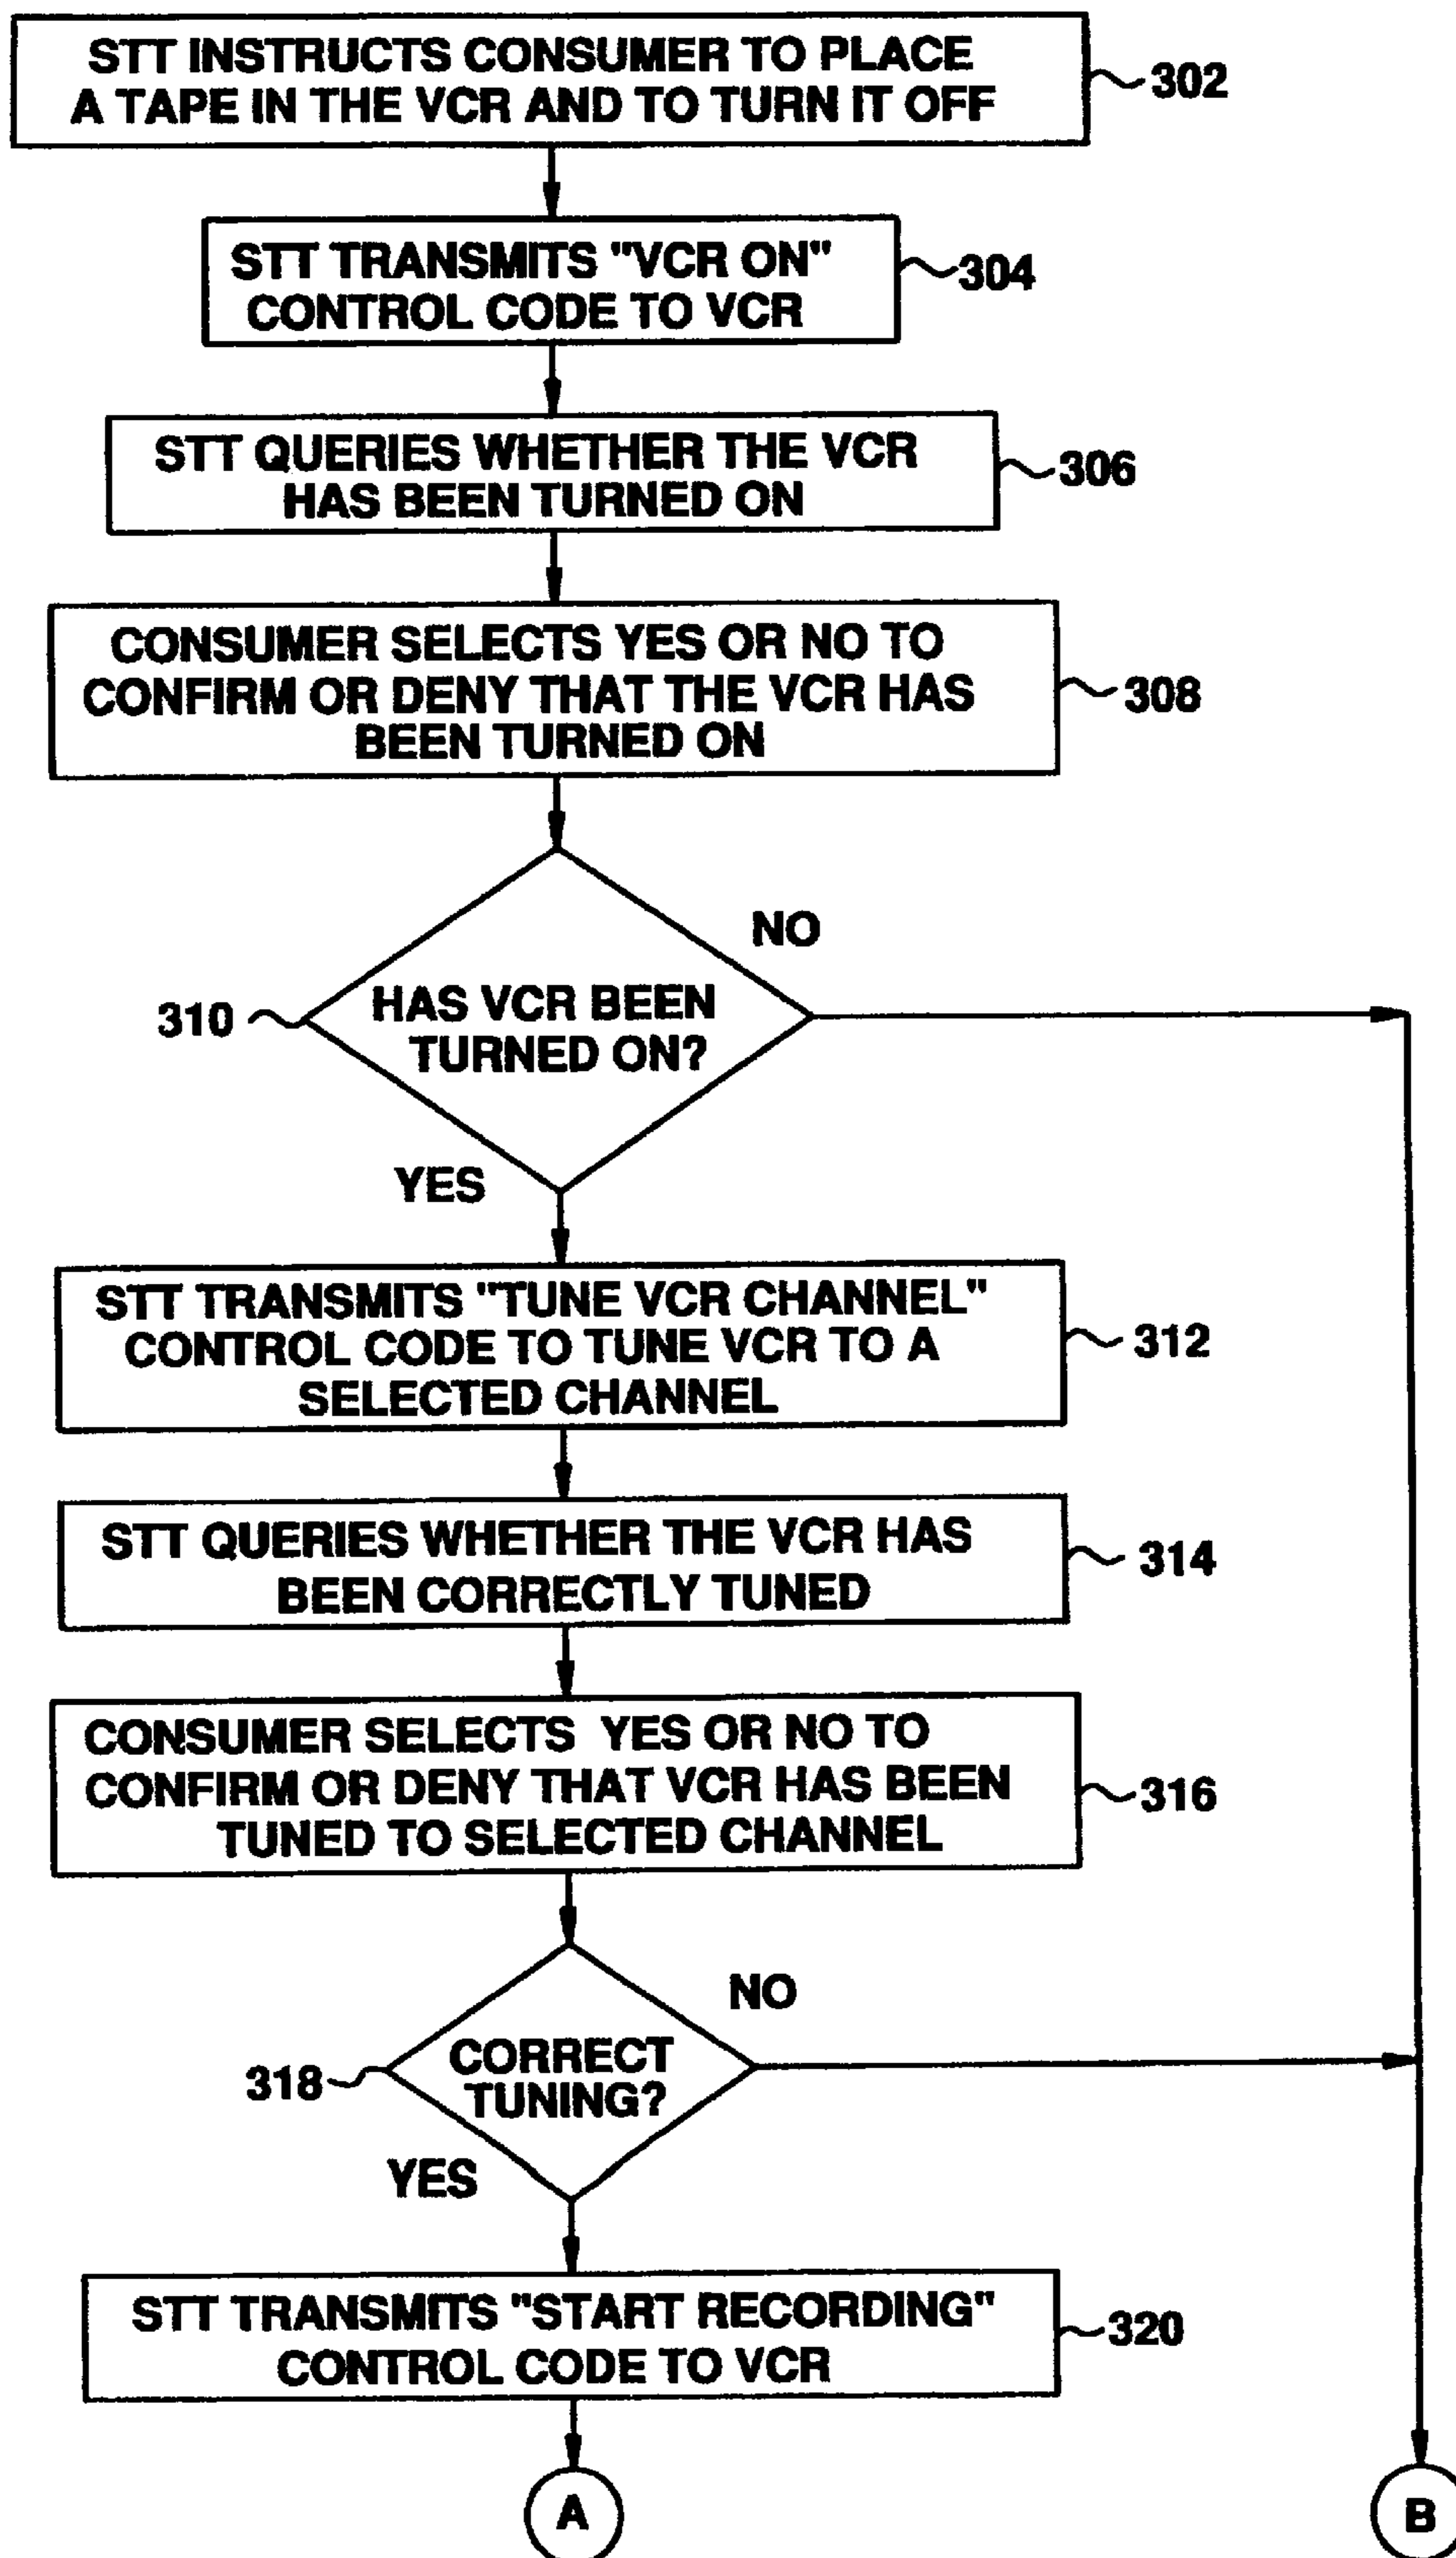 STT INSTRUCTS CONSUMER TO PLACE
A TAPE IN THE VCR AND TO TURN IT OFF
302
STT TRANSMITS "VCR ON"
CONTROL CODE TO VCR
304
STT QUERIES WHETHER THE VCR
HAS BEEN TURNED ON
306
CONSUMER SELECTS YES OR NO TO
CONFIRM OR DENY THAT THE VCR HAS
BEEN TURNED ON
308
NO
310
HAS VCR BEEN
TURNED ON?
YES
STT TRANSMITS "TUNE VCR CHANNEL"
CONTROL CODE TO TUNE VCR TO A
SELECTED CHANNEL
312
STT QUERIES WHETHER THE VCR HAS
BEEN CORRECTLY TUNED
314
CONSUMER SELECTS YES OR NO TO
CONFIRM OR DENY THAT VCR HAS BEEN
TUNED TO SELECTED CHANNEL
316
NO
318
CORRECT
TUNING?
YES
STT TRANSMITS "START RECORDING"
CONTROL CODE TO VCR
320
A
B